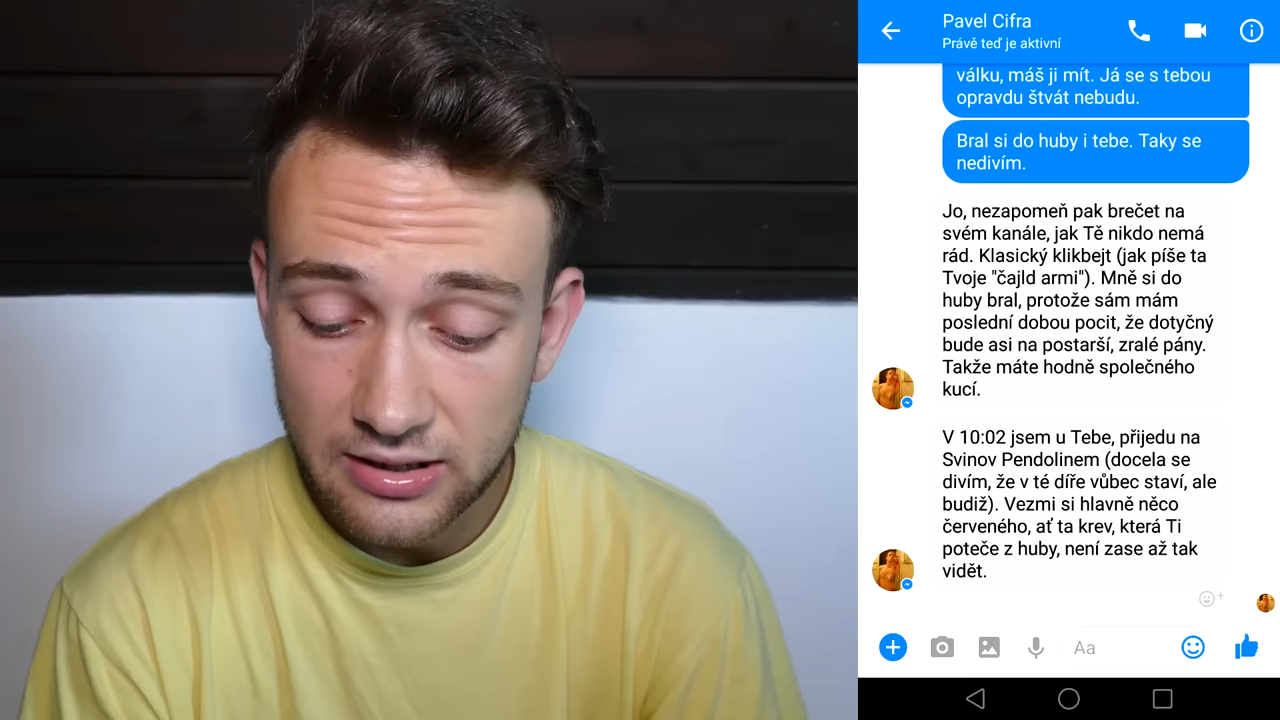 Pavel Cifra
Právě teď je aktivní
válku, máš ji mít. Já se s tebou
opravdu štvát nebudu.
Bral si do huby i tebe. Taky se
nedivím.
Jo, nezapomeň pak brečet na
svém kanále, jak Tě nikdo nemá
rád. Klasický klikbejt (jak píše ta
Tvoje "čajld armi"). Mně si do
huby bral, protože sám mám
poslední dobou pocit, že dotyčný
bude asi na postarší, zralé pány.
Takže máte hodně společného
kucí.
V 10:02 jsem u Tebe, přijedu na
Svinov Pendolinem (docela se
divím, že v té díře vůbec staví, ale
budiž). Vezmi si hlavně něco
červeného, ať ta krev, která Ti
poteče z huby, není zase až tak
vidět.
Aa